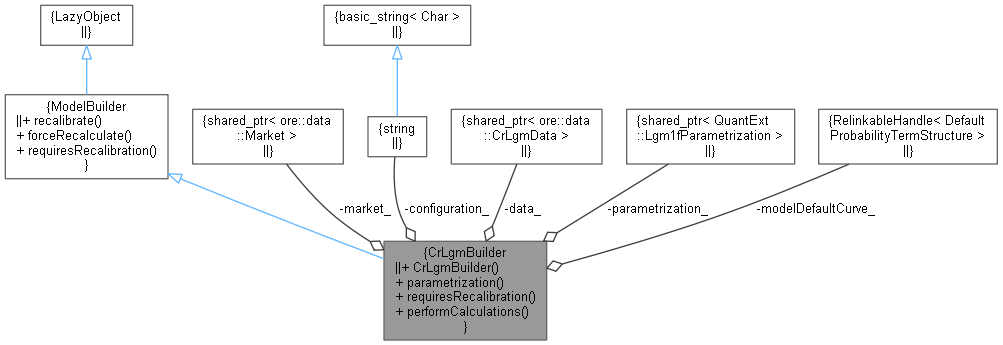 {LazyObject
||}
{basic_string< Char >
||}
{ModelBuilder
||+ recalibrate()
+ forceRecalculate()
+ requiresRecalibration()
}
{shared_ptr< ore::data
::Market >
||}
{string
||}
{shared_ptr< ore::data
::CrLgmData >
||}
{shared_ptr< QuantExt
::Lgm1fParametrization >
||}
{RelinkableHandle< Default
ProbabilityTermStructure >
||}
-market_
-configuration_
-data_
-parametrization_
-modelDefaultCurve_
{CrLgmBuilder
||+ CrLgmBuilder()
+ parametrization()
+ requiresRecalibration()
+ performCalculations()
}